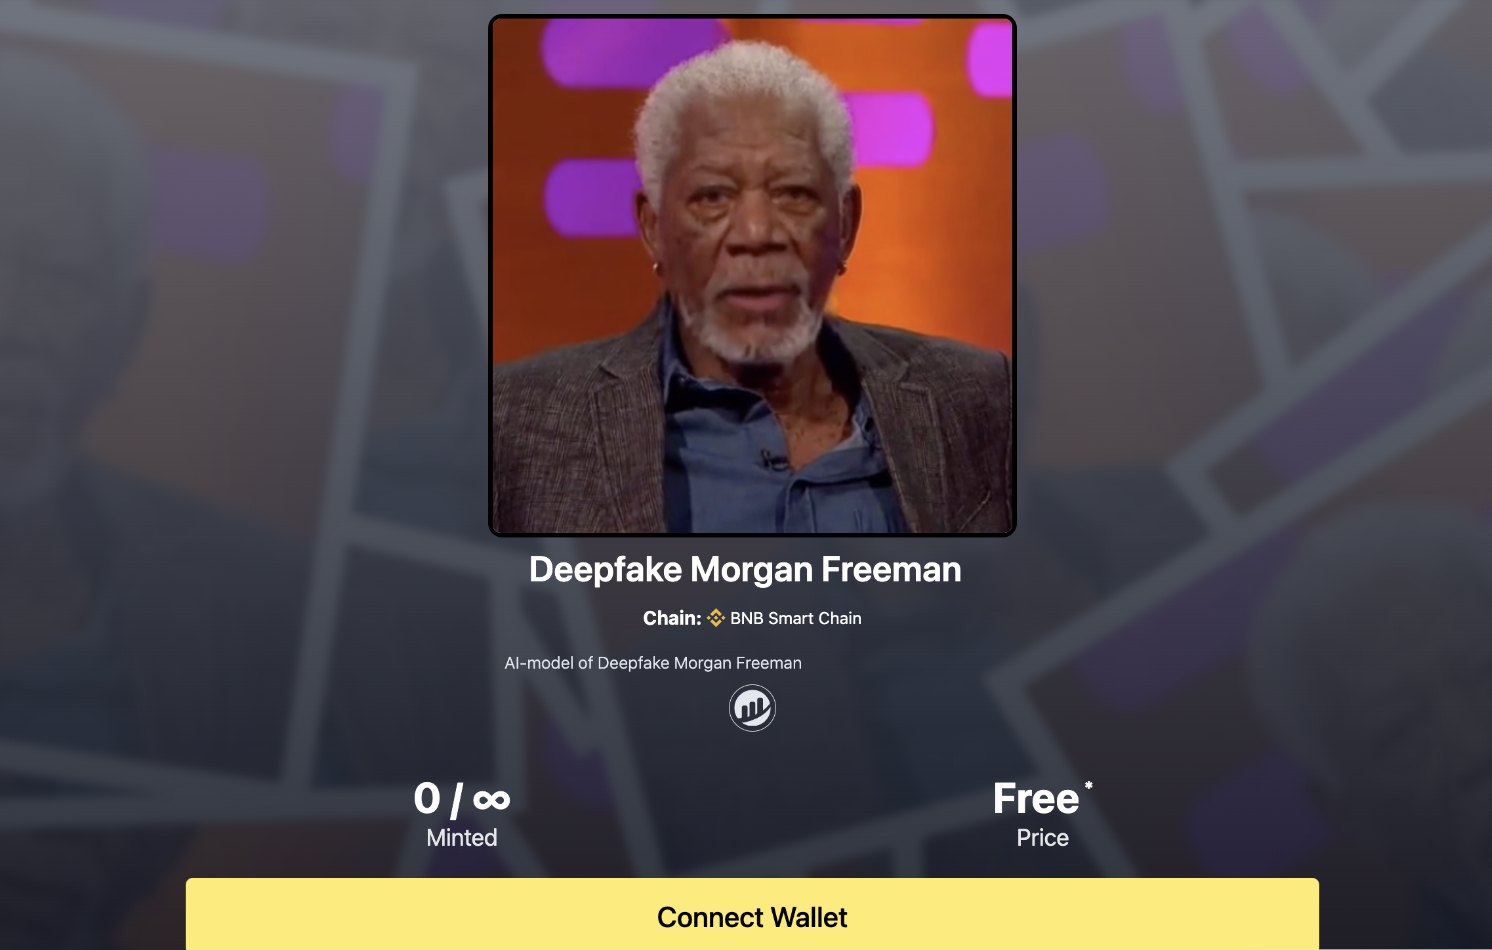 Deepfake Morgan Freeman
Chain: BNB Smart Chain
AI-model of Deepfake Morgan Freeman
0 / ∞
Minted
Free*
Price
Connect Wallet